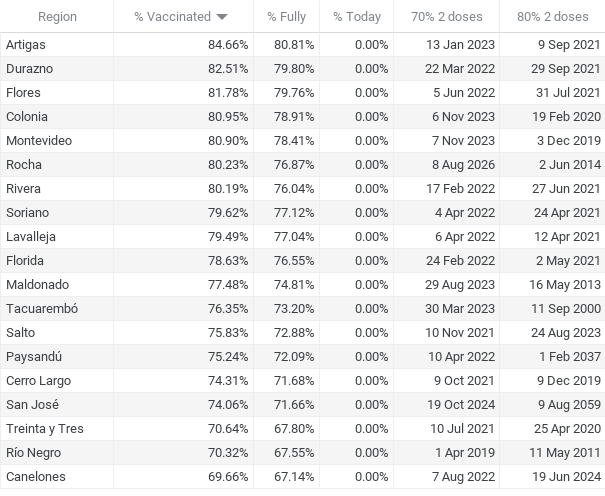 Region % Vaccinated % Fully % Today 70% 2 doses 80% 2 doses
Artigas 84.66% 80.81% 0.00% 13 Jan 2023 9 Sep 2021
Durazno 82.51% 79.80% 0.00% 22 Mar 2022 29 Sep 2021
Flores 81.78% 79.76% 0.00% 5 Jun 2022 31 Jul 2021
Colonia 80.95% 78.91% 0.00% 6 Nov 2023 19 Feb 2020
Montevideo 80.90% 78.41% 0.00% 7 Nov 2023 3 Dec 2019
Rocha 80.23% 76.87% 0.00% 8 Aug 2026 2 Jun 2014
Rivera 80.19% 76.04% 0.00% 17 Feb 2022 27 Jun 2021
Soriano 79.62% 77.12% 0.00% 4 Apr 2022 24 Apr 2021
Lavalleja 79.49% 77.04% 0.00% 6 Apr 2022 12 Apr 2021
Florida 78.63% 76.55% 0.00% 24 Feb 2022 2 May 2021
Maldonado 77.48% 74.81% 0.00% 29 Aug 2023 16 May 2013
Tacuarembó 76.35% 73.20% 0.00% 30 Mar 2023 11 Sep 2000
Salto 75.83% 72.88% 0.00% 10 Nov 2021 24 Aug 2023
Paysandú 75.24% 72.09% 0.00% 10 Apr 2022 1 Feb 2037
Cerro Largo 74.31% 71.68% 0.00% 9 Oct 2021 9 Dec 2019
San José 74.06% 71.66% 0.00% 19 Oct 2024 9 Aug 2059
Treinta y Tres 70.64% 67.80% 0.00% 10 Jul 2021 25 Apr 2020
Río Negro 70.32% 67.55% 0.00% 1 Apr 2019 11 May 2011
Canelones 69.66% 67.14% 0.00% 7 Aug 2022 19 Jun 2024